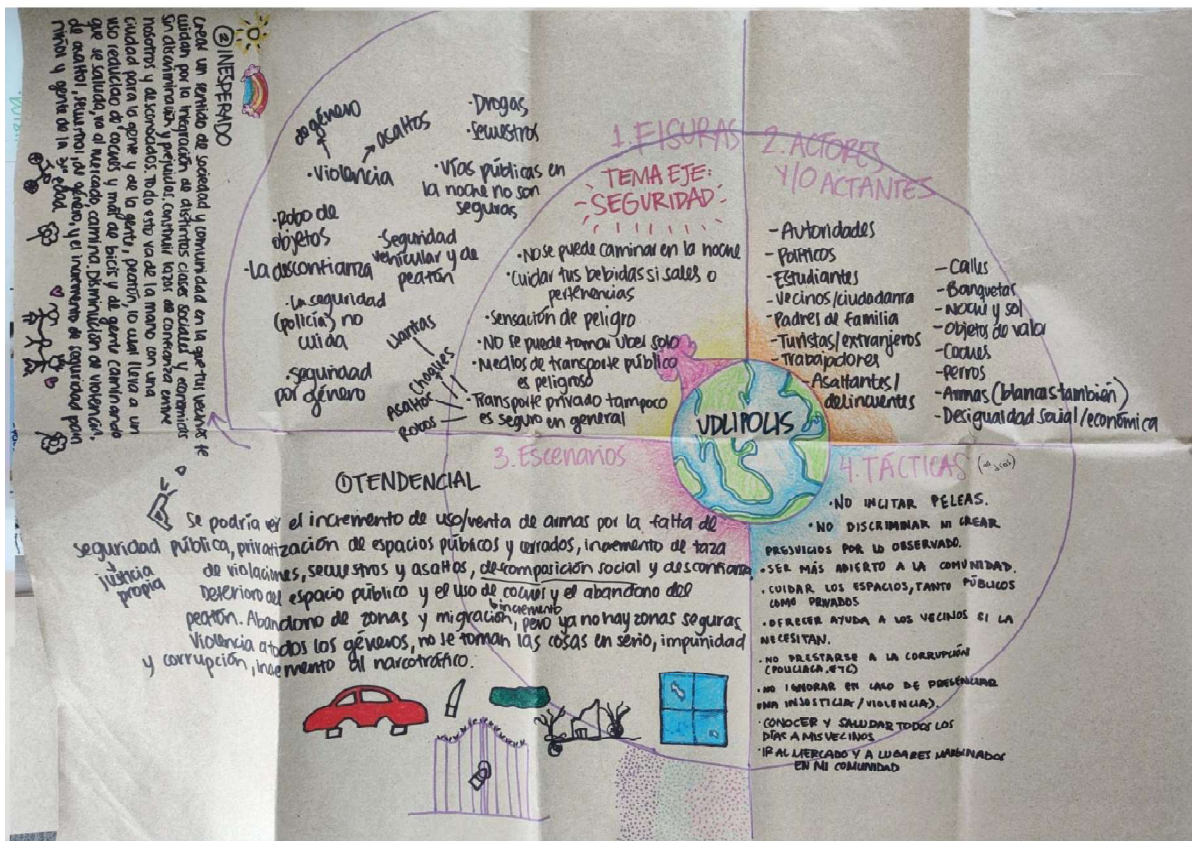 1. FIGURAS
TEMA EJE:
SEGURIDAD
· Drogas
· Secuestros
de género
asaltos
· Violencia
· Vías públicas en
la noche no son
seguras
· Robo de
objetos
· La desconfianza
· Seguridad
vehicular y de
peatón
· La seguridad
(policía) no
cuida
· Seguridad
por género
Llantas
Choques
Asaltos
Robos
· No se puede caminar en la noche
· Cuidar tus bebidas si sales o
pertenencias
· Sensación de peligro
· NO se puede tomar Uber solo
· Medios de transporte público
es peligroso
· Transporte privado tampoco
es seguro en general
2. ACTORES
Y/O ACTANTES
- Autoridades
- Políticos
- Estudiantes
- Vecinos/ciudadanía
- Padres de familia
- Turistas/extranjeros
- Trabajadores
- Asaltantes/
delincuentes
- Calles
- Banquetas
- Noche y sol
- Objetos de valor
- Coches
- Perros
- Armas (blancas también)
- Desigualdad social/económica
UDLIPOLIS
3. Escenarios
① TENDENCIAL
Se podría ver el incremento de uso/venta de armas por la falta de
seguridad pública, privatización de espacios públicos y cerrados, incremento de taza
justicia
propia
de violaciones, secuestros y asaltos, descomposición social y desconfianza.
Deterioro del espacio público y el uso de coches y el abandono del
incremento
peatón. Abandono de zonas y migración, pero ya no hay zonas seguras
Violencia a todos los géneros, no se toman las cosas en serio, impunidad
y corrupción, incremento al narcotráfico.
② INESPERADO
Crear un sentido de sociedad y comunidad en la que tus vecinos te
cuidan por la integración de distintas clases sociales y económicas
sin discriminación y prejuicios. Construir lazos de confianza entre
nosotros y desconocidos. Todo esto va de la mano con una
ciudad para la gente y de la gente, peatón, lo cual lleva a un
uso reducido de coches y más de bicis y de gente caminando
que se saluda, va al mercado, camina. Disminución de violencia,
de asaltos, secuestros, de género, y el incremento de seguridad para
niños y gente de la 3ª edad.
4. TÁCTICAS
· NO INCITAR PELEAS.
· NO DISCRIMINAR NI CREAR
PREJUICIOS POR LO OBSERVADO.
· SER MÁS ABIERTO A LA COMUNIDAD.
· CUIDAR LOS ESPACIOS, TANTO PÚBLICOS
COMO PRIVADOS
· OFRECER AYUDA A LOS VECINOS SI LA
NECESITAN.
· NO PRESTARSE A LA CORRUPCIÓN
(POLICIACA, ETC)
· NO IGNORAR EN CASO DE PRESENCIAR
UNA INJUSTICIA/VIOLENCIA).
· CONOCER Y SALUDAR TODOS LOS
DÍAS A MIS VECINOS
· IR AL MERCADO Y A LUGARES MARGINADOS
EN MI COMUNIDAD